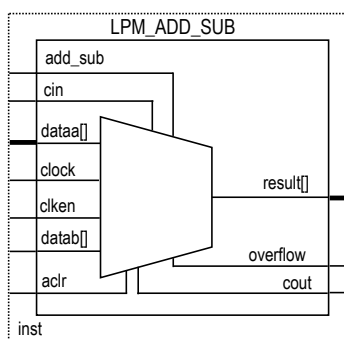 LPM_ADD_SUB
add_sub
cin
dataa[]
clock
result[]
clken
datab[]
overflow
aclr
cout
inst